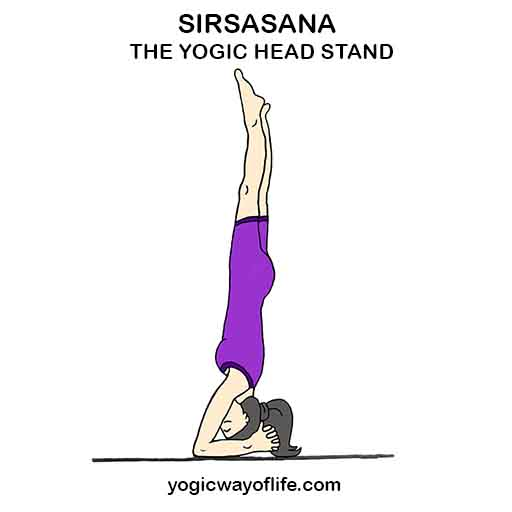 SIRSASANA
THE YOGIC HEAD STAND
yogicwayoflife.com